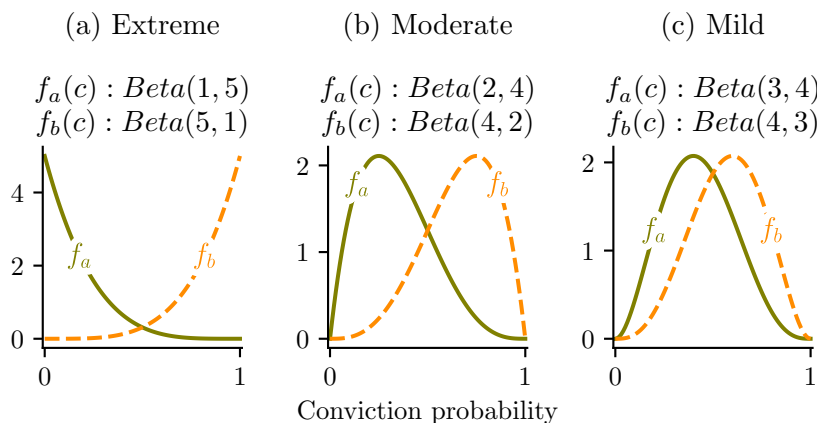 (a) Extreme
f_a(c) : Beta(1, 5)
f_b(c) : Beta(5, 1)
4
2
0
f_a
f_b
0
1
(b) Moderate
f_a(c) : Beta(2, 4)
f_b(c) : Beta(4, 2)
2
1
0
f_a
f_b
0
1
(c) Mild
f_a(c) : Beta(3, 4)
f_b(c) : Beta(4, 3)
2
1
0
f_a
f_b
0
1
Conviction probability